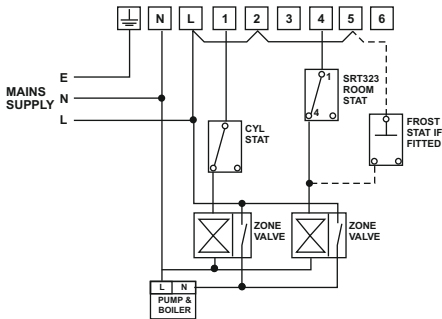 N L 1 2 3 4 5 6
E
MAINS
SUPPLY
N
L
1
4
SRT323
ROOM
STAT
CYL
STAT
FROST
STAT IF
FITTED
ZONE
VALVE
ZONE
VALVE
L N
PUMP &
BOILER